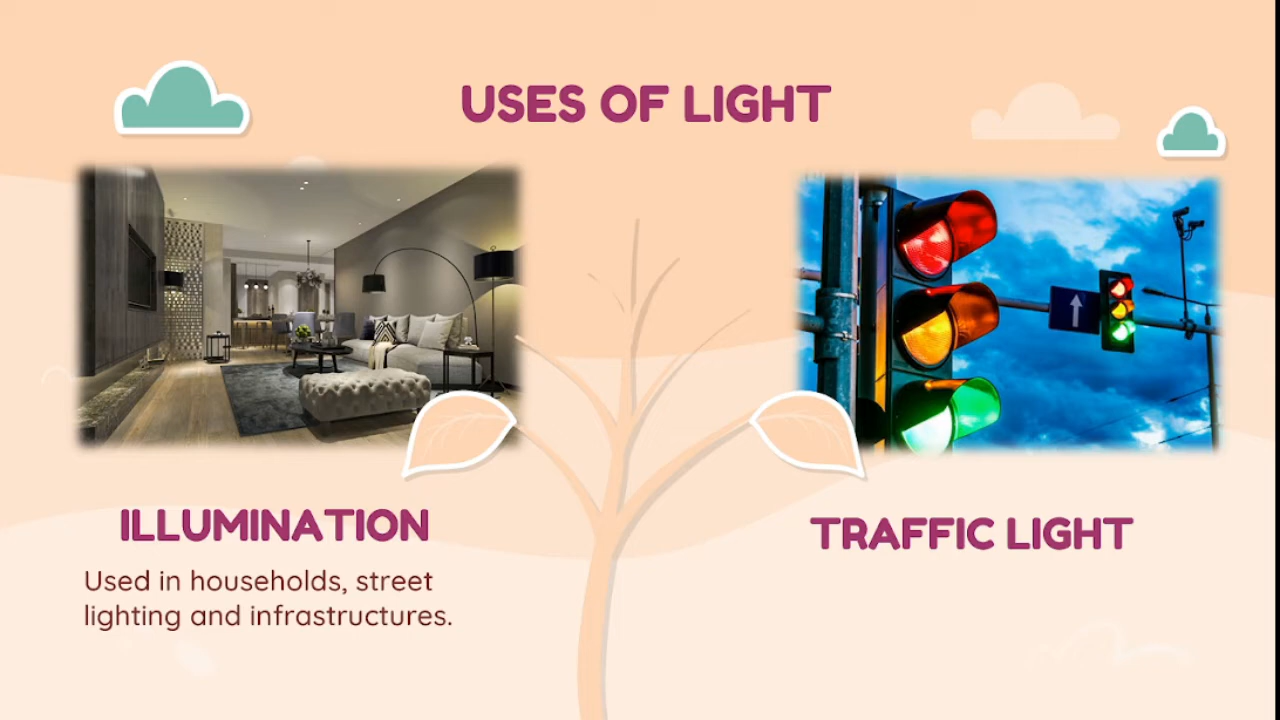 USES OF LIGHT
ILLUMINATION
Used in households, street
lighting and infrastructures.
TRAFFIC LIGHT